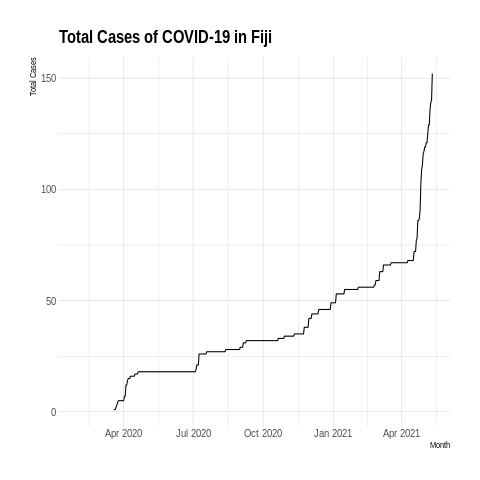 Total Cases of COVID-19 in Fiji
Total Cases
150
100
50
0
Apr 2020 Jul 2020 Oct 2020 Jan 2021 Apr 2021
Month